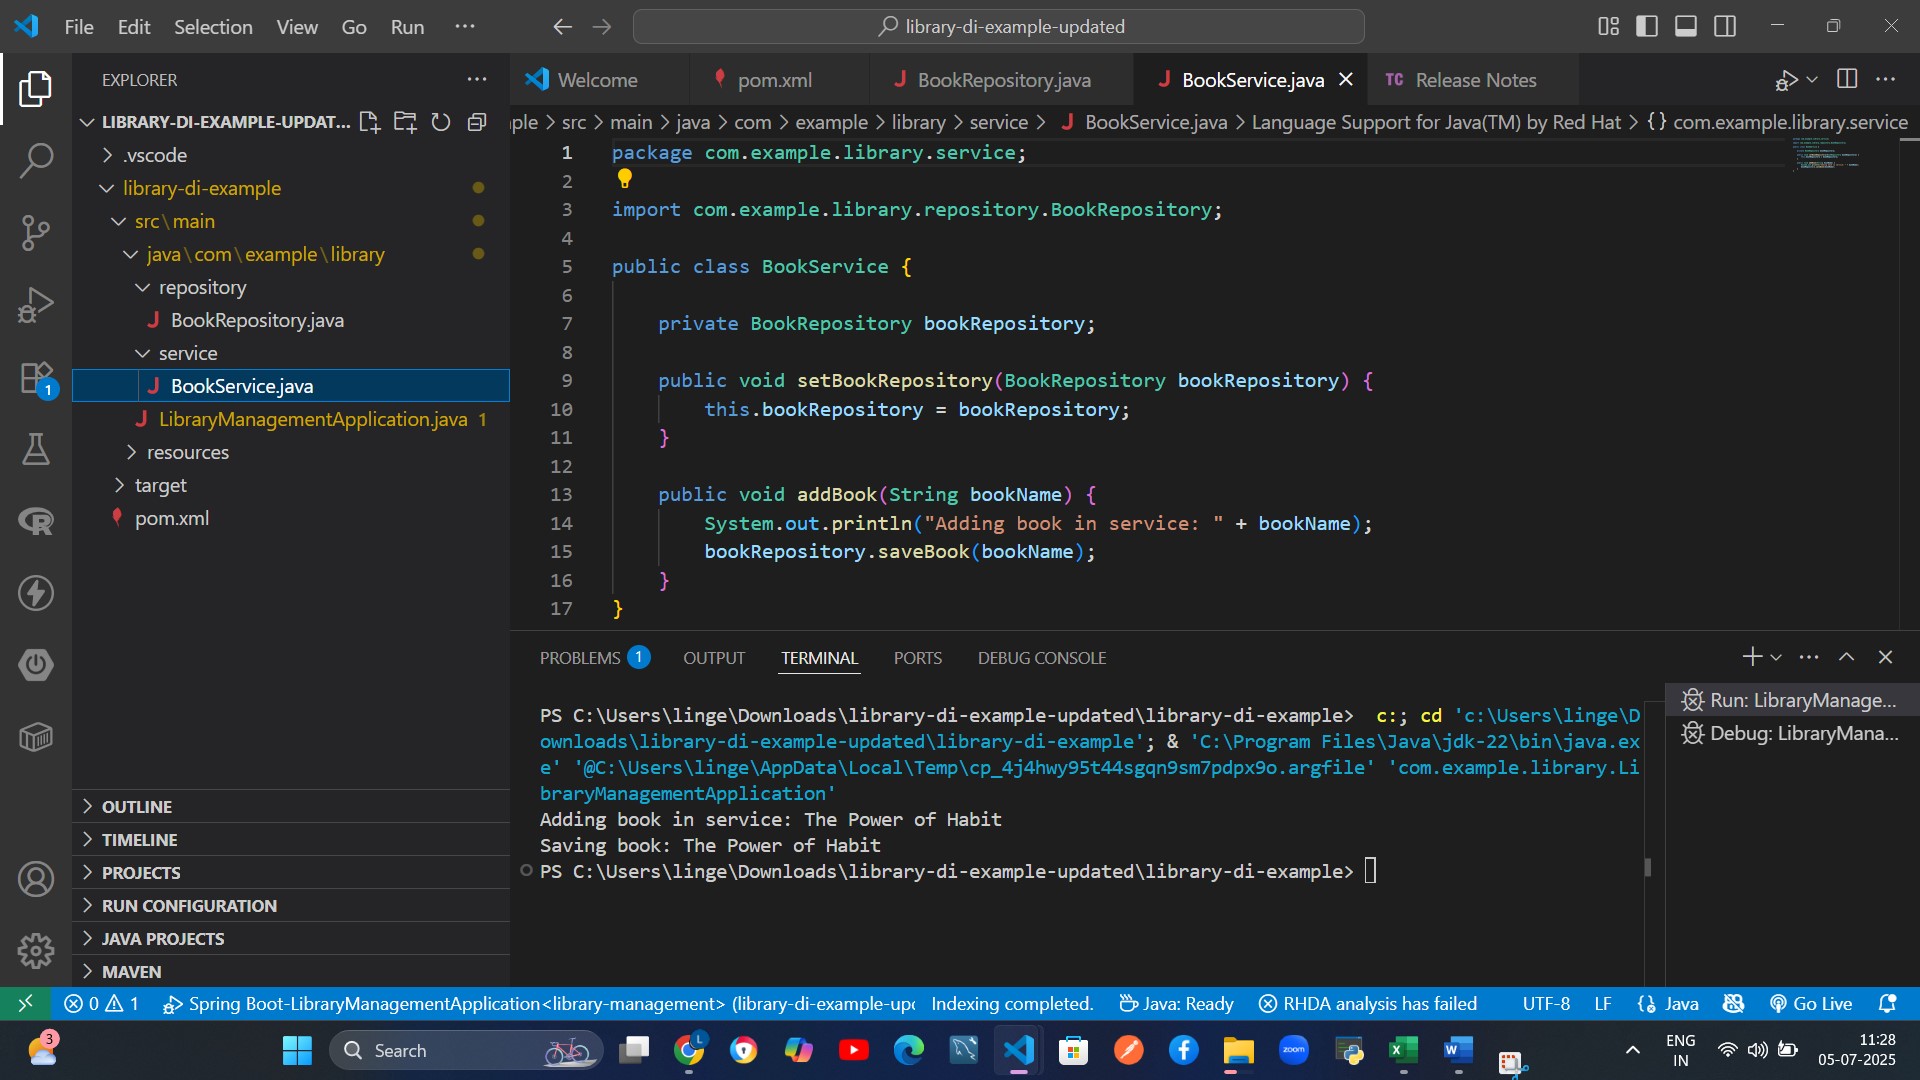 File Edit Selection View Go Run ···
library-di-example-updated
EXPLORER ···
LIBRARY-DI-EXAMPLE-UPDAT...
.vscode
library-di-example
src\main
java\com\example\library
repository
J BookRepository.java
service
J BookService.java
J LibraryManagementApplication.java 1
resources
target
pom.xml
OUTLINE
TIMELINE
PROJECTS
RUN CONFIGURATION
JAVA PROJECTS
MAVEN
1
R
Welcome pom.xml J BookRepository.java J BookService.java TC Release Notes
ple > src > main > java > com > example > library > service > J BookService.java > Language Support for Java(TM) by Red Hat > {} com.example.library.service
1 package com.example.library.service;
2
3 import com.example.library.repository.BookRepository;
4
5 public class BookService {
6
7 private BookRepository bookRepository;
8
9 public void setBookRepository(BookRepository bookRepository) {
10 this.bookRepository = bookRepository;
11 }
12
13 public void addBook(String bookName) {
14 System.out.println("Adding book in service: " + bookName);
15 bookRepository.saveBook(bookName);
16 }
17 }
PROBLEMS 1 OUTPUT TERMINAL PORTS DEBUG CONSOLE
PS C:\Users\linge\Downloads\library-di-example-updated\library-di-example>  c:; cd 'c:\Users\linge\D
ownloads\library-di-example-updated\library-di-example'; & 'C:\Program Files\Java\jdk-22\bin\java.ex
e' '@C:\Users\linge\AppData\Local\Temp\cp_4j4hwy95t44sgqn9sm7pdpx9o.argfile' 'com.example.library.Li
braryManagementApplication'
Adding book in service: The Power of Habit
Saving book: The Power of Habit
PS C:\Users\linge\Downloads\library-di-example-updated\library-di-example>
Run: LibraryManage...
Debug: LibraryMana...
0 1 Spring Boot-LibraryManagementApplication<library-management> (library-di-example-upd Indexing completed. Java: Ready RHDA analysis has failed UTF-8 LF {} Java Go Live
3 Search L zoom X W ENG IN 11:28
05-07-2025